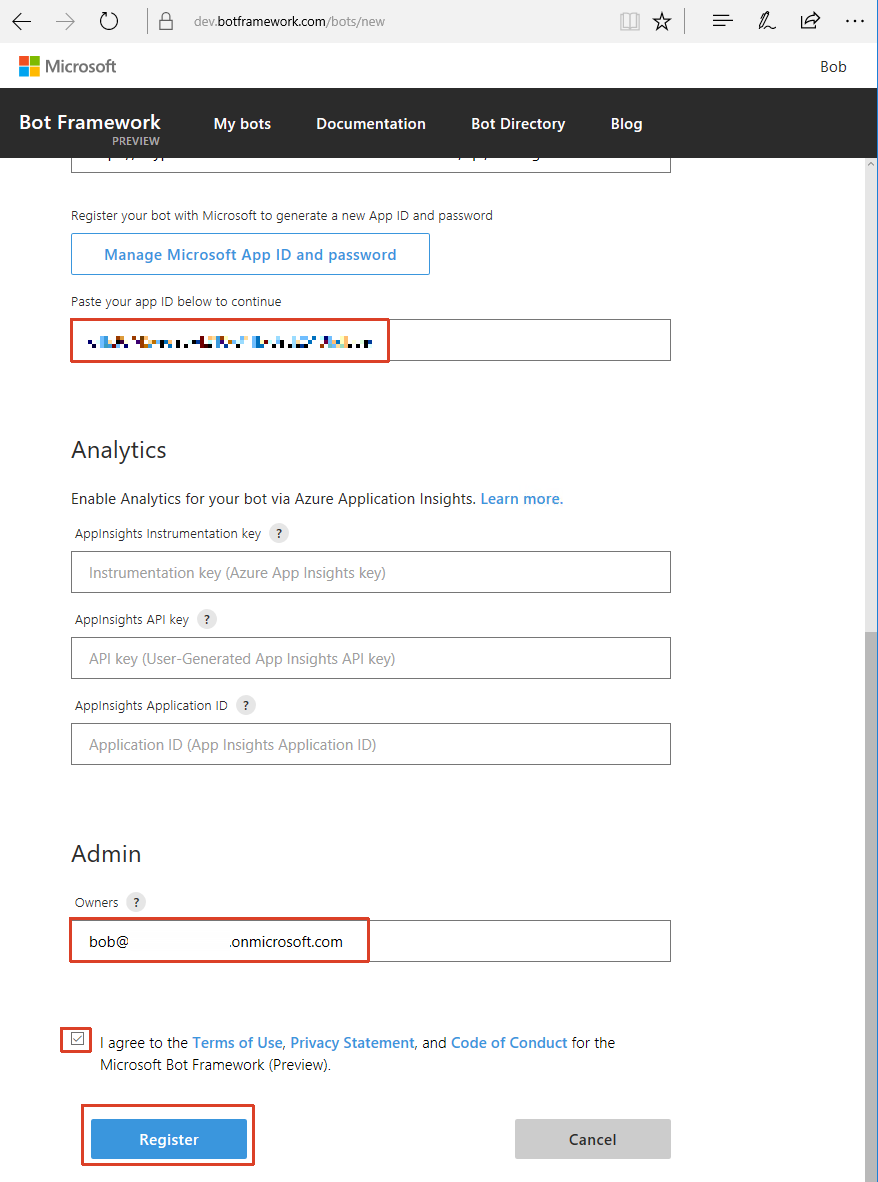 dev.botframework.com/bots/new
Microsoft
Bob
Bot Framework
PREVIEW
My bots
Documentation
Bot Directory
Blog
Register your bot with Microsoft to generate a new App ID and password
Manage Microsoft App ID and password
Paste your app ID below to continue
Analytics
Enable Analytics for your bot via Azure Application Insights. Learn more.
AppInsights Instrumentation key ?
Instrumentation key (Azure App Insights key)
AppInsights API key ?
API key (User-Generated App Insights API key)
AppInsights Application ID ?
Application ID (App Insights Application ID)
Admin
Owners ?
bob@ .onmicrosoft.com
I agree to the Terms of Use, Privacy Statement, and Code of Conduct for the
Microsoft Bot Framework (Preview).
Register
Cancel